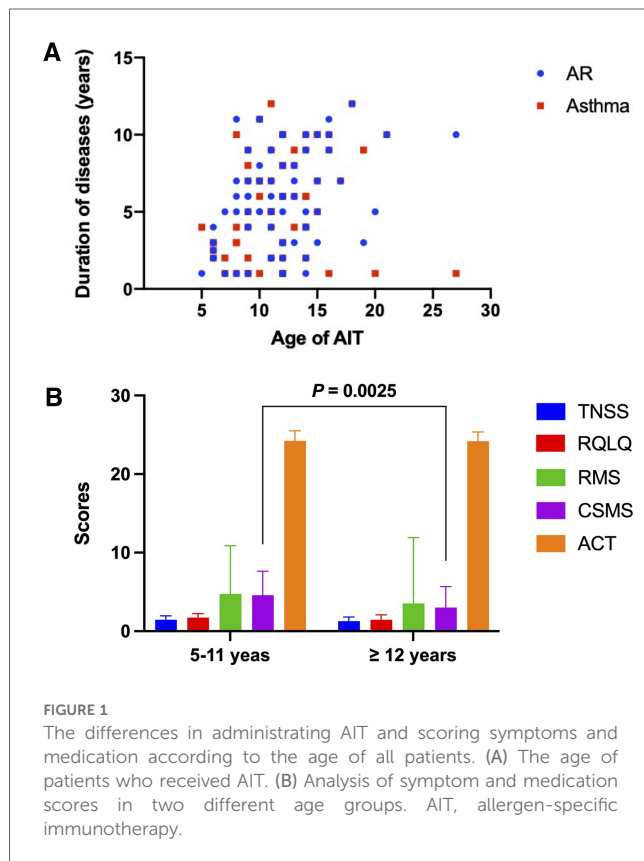 A
Duration of diseases (years)
15
10
5
0
5
10
15
20
25
30
Age of AIT
AR
Asthma
B
P = 0.0025
Scores
30
20
10
0
5-11 yeas
≥ 12 years
TNSS
RQLQ
RMS
CSMS
ACT
FIGURE 1
The differences in administrating AIT and scoring symptoms and
medication according to the age of all patients. (A) The age of
patients who received AIT. (B) Analysis of symptom and medication
scores in two different age groups. AIT, allergen-specific
immunotherapy.